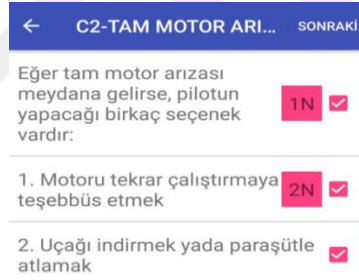 ← C2-TAM MOTOR ARI... SONRAKİ
Eğer tam motor arızası
meydana gelirse, pilotun
yapacağı birkaç seçenek
vardır:
1N
1. Motoru tekrar çalıştırmaya
teşebbüs etmek
2N
2. Uçağı indirmek yada paraşütle
atlamak